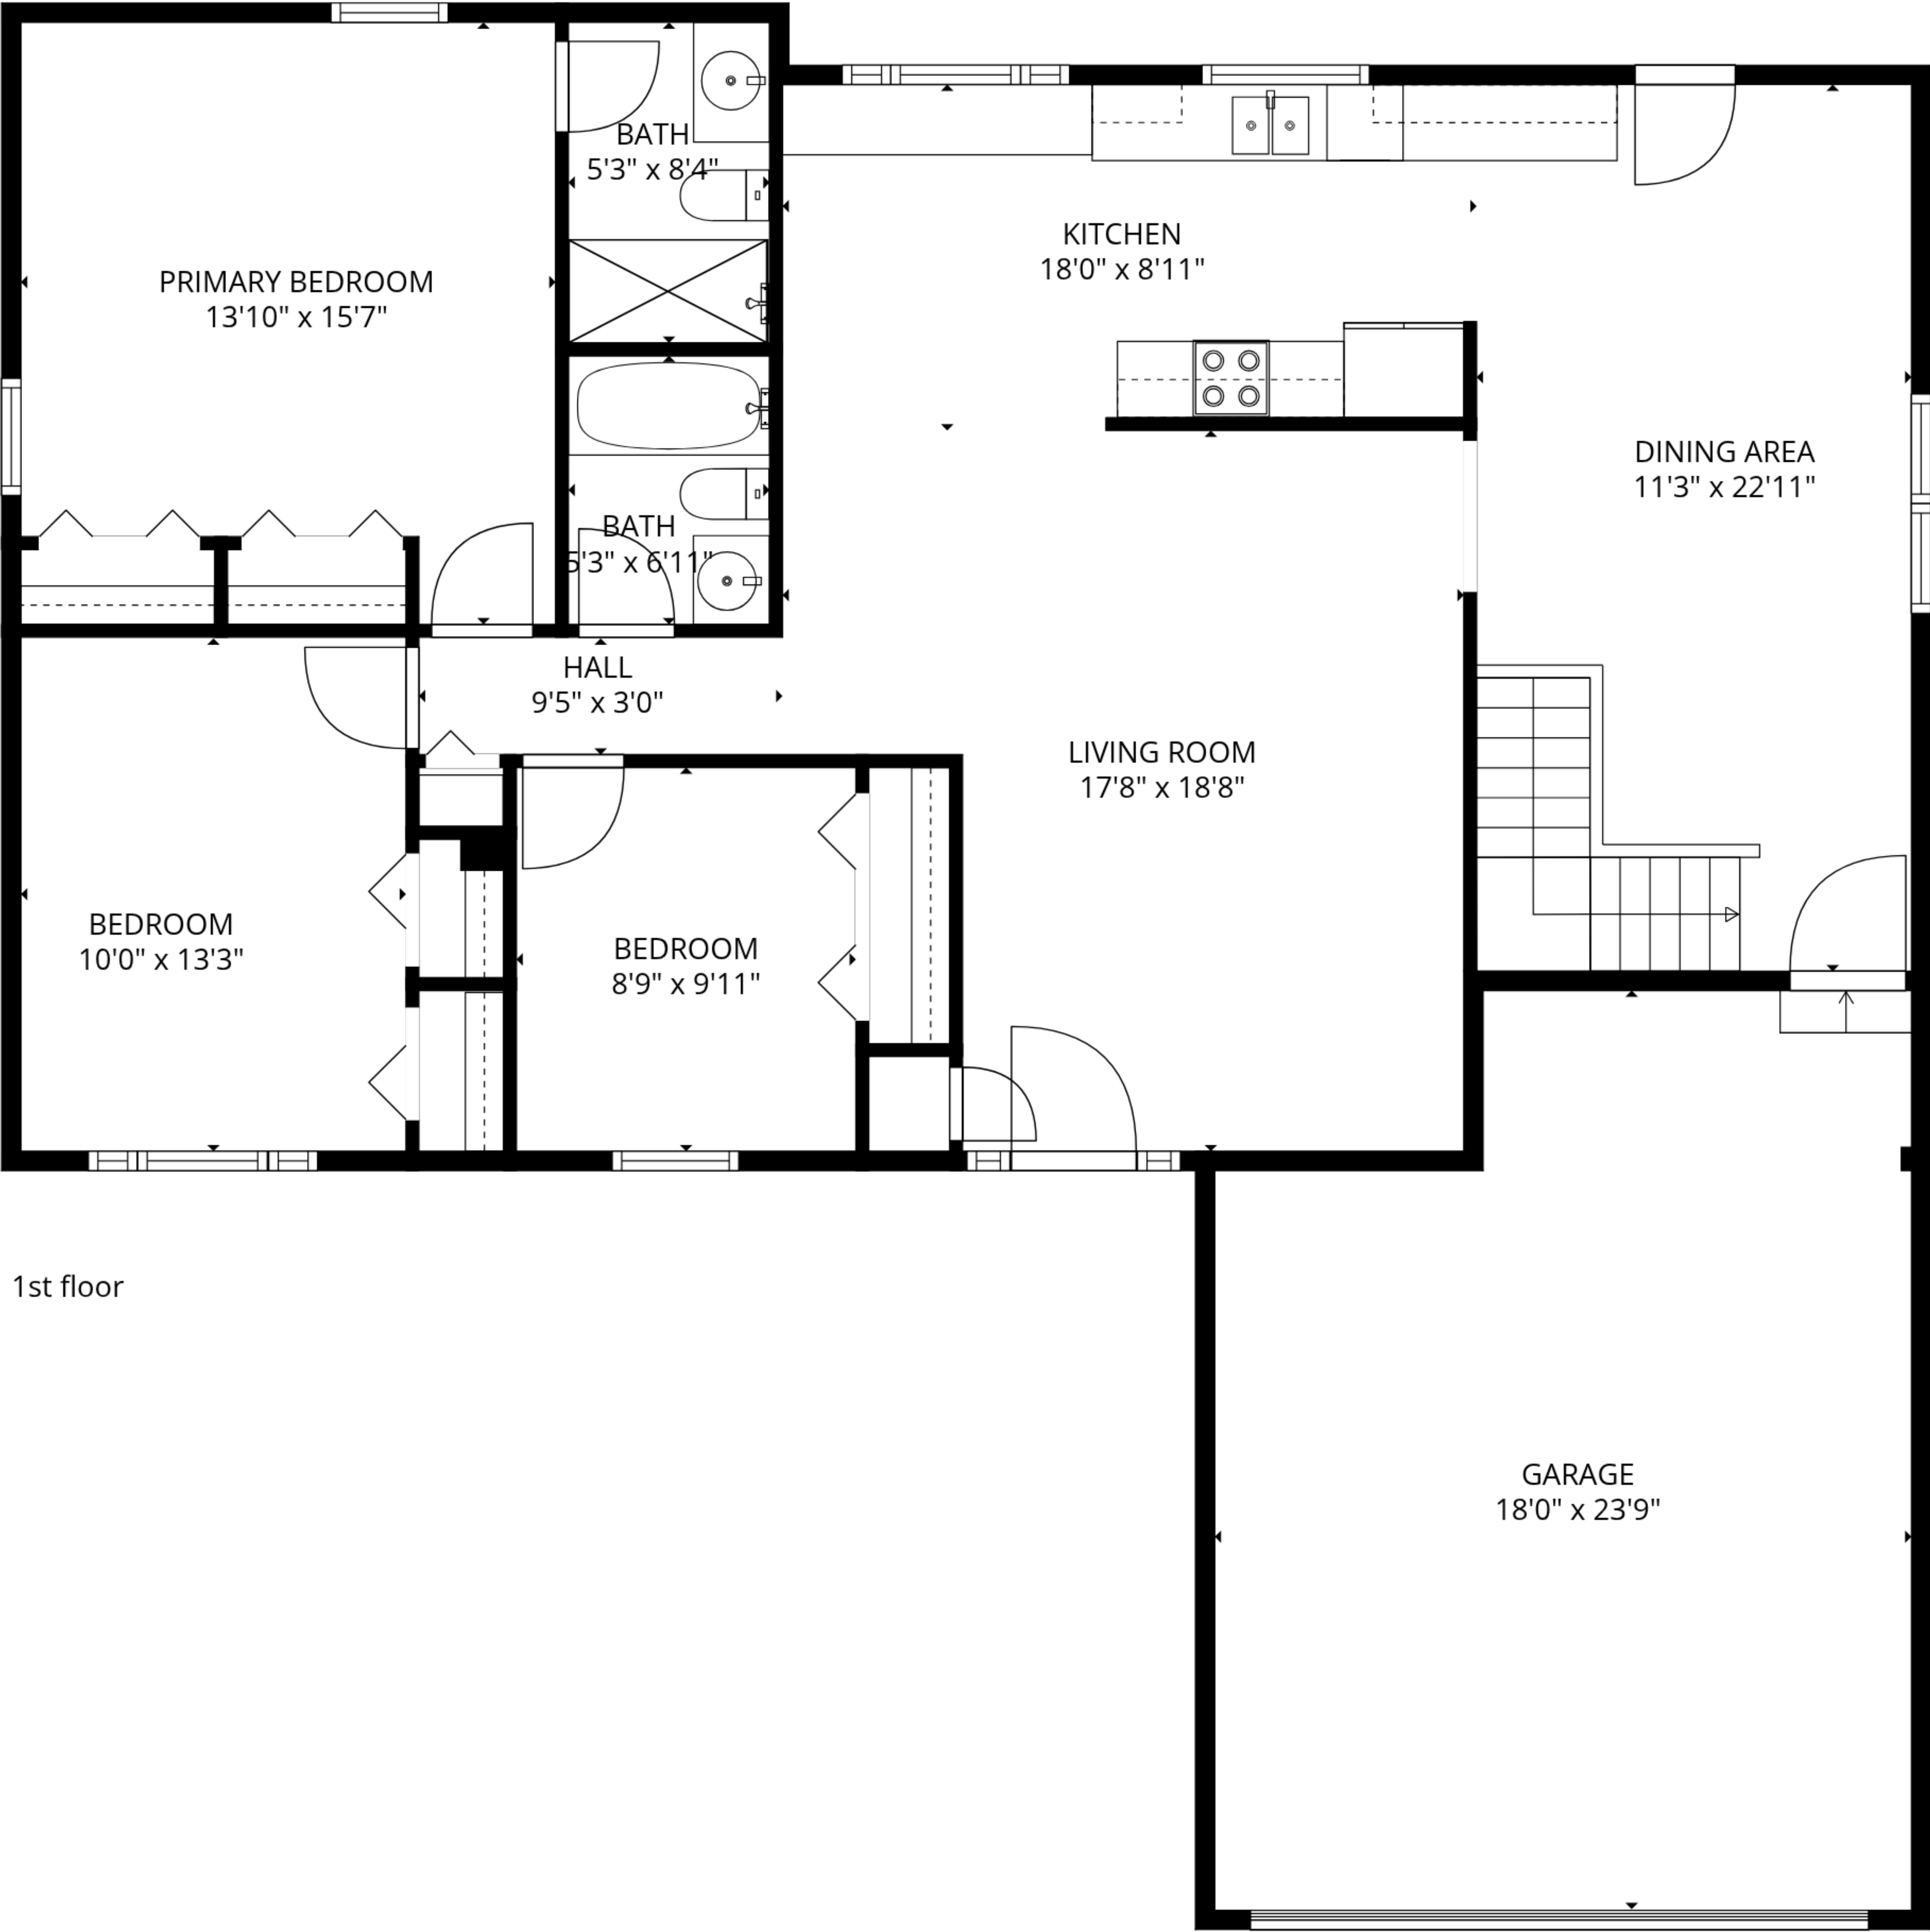 BATH
5'3" x 8'4"
KITCHEN
18'0" x 8'11"
PRIMARY BEDROOM
13'10" x 15'7"
DINING AREA
11'3" x 22'11"
BATH
5'3" x 6'11"
HALL
9'5" x 3'0"
LIVING ROOM
17'8" x 18'8"
BEDROOM
10'0" x 13'3"
BEDROOM
8'9" x 9'11"
1st floor
GARAGE
18'0" x 23'9"